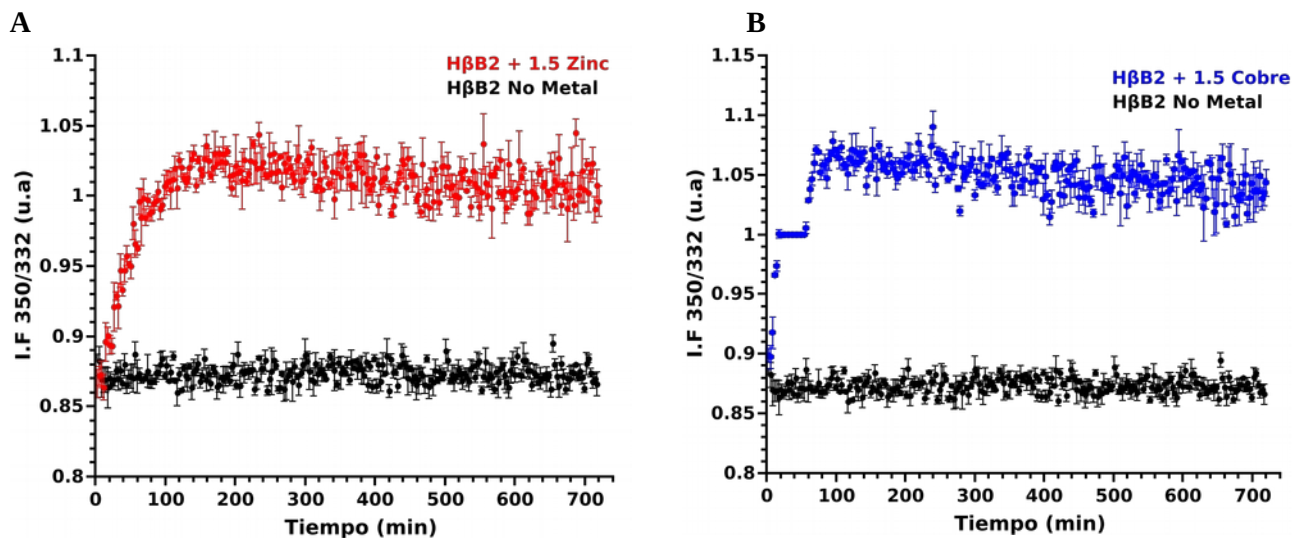 A
1.1
1.05
1
0.95
0.9
0.85
0.8
I.F 350/332 (u.a)
HβB2 + 1.5 Zinc
HβB2 No Metal
0 100 200 300 400 500 600 700
Tiempo (min)
B
1.15
1.1
1.05
1
0.95
0.9
0.85
0.8
I.F 350/332 (u.a)
HβB2 + 1.5 Cobre
HβB2 No Metal
0 100 200 300 400 500 600 700
Tiempo (min)